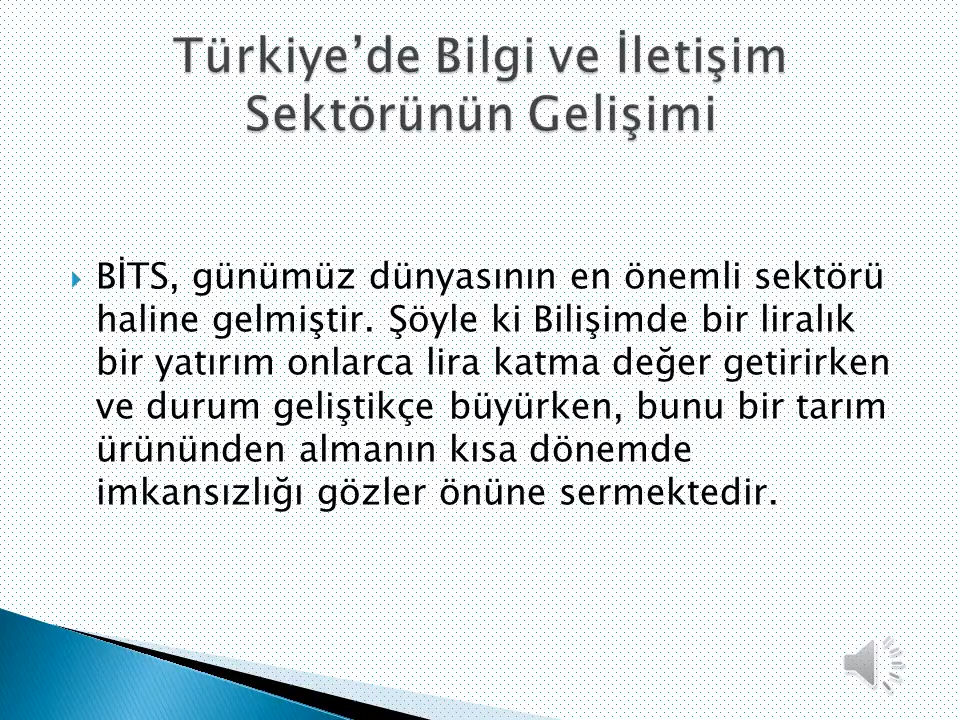 Türkiye’de Bilgi ve İletişim
Sektörünün Gelişimi
BİTS, günümüz dünyasının en önemli sektörü
haline gelmiştir. Şöyle ki Bilişimde bir liralık
bir yatırım onlarca lira katma değer getirirken
ve durum geliştikçe büyürken, bunu bir tarım
ürününden almanın kısa dönemde
imkansızlığı gözler önüne sermektedir.